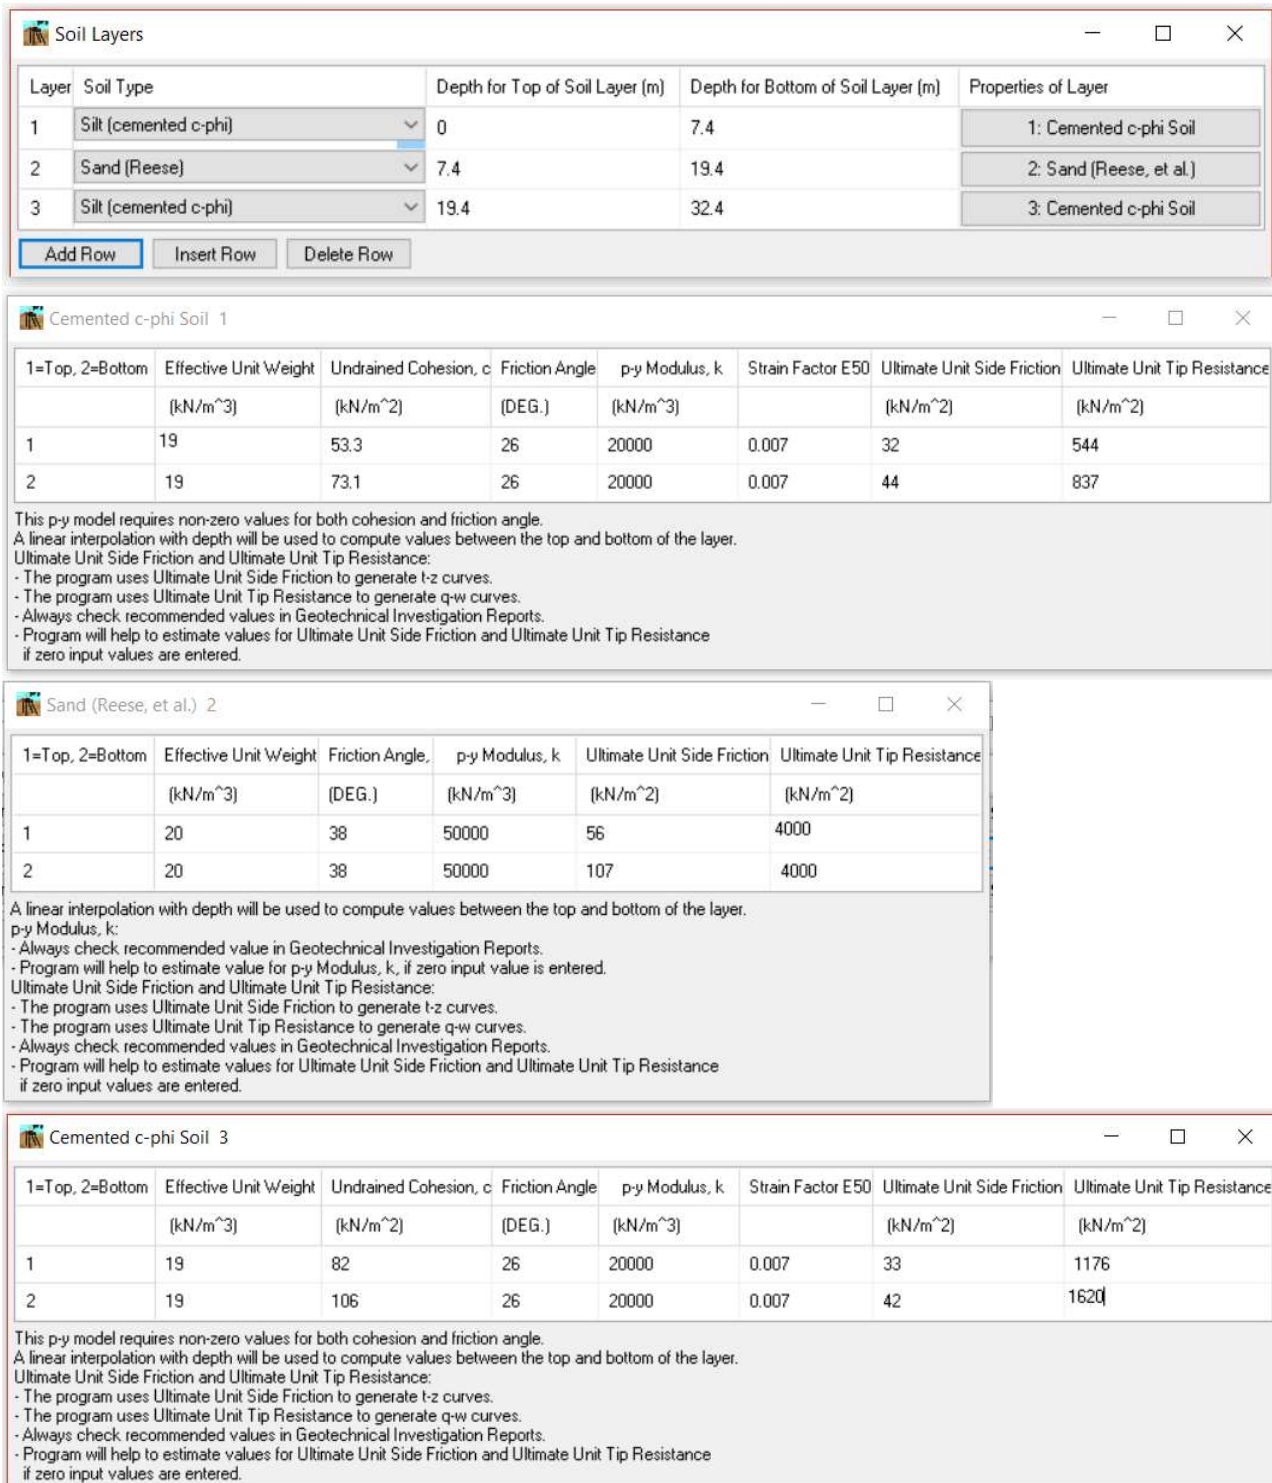 Soil Layers
Layer Soil Type Depth for Top of Soil Layer (m) Depth for Bottom of Soil Layer (m) Properties of Layer
1 Silt (cemented c-phi) 0 7.4 1: Cemented c-phi Soil
2 Sand (Reese) 7.4 19.4 2: Sand (Reese, et al.)
3 Silt (cemented c-phi) 19.4 32.4 3: Cemented c-phi Soil
Add Row Insert Row Delete Row
Cemented c-phi Soil 1
1=Top, 2=Bottom Effective Unit Weight Undrained Cohesion, c Friction Angle p-y Modulus, k Strain Factor E50 Ultimate Unit Side Friction Ultimate Unit Tip Resistance
(kN/m^3) (kN/m^2) (DEG.) (kN/m^3) (kN/m^2) (kN/m^2)
1 19 53.3 26 20000 0.007 32 544
2 19 73.1 26 20000 0.007 44 837
This p-y model requires non-zero values for both cohesion and friction angle.
A linear interpolation with depth will be used to compute values between the top and bottom of the layer.
Ultimate Unit Side Friction and Ultimate Unit Tip Resistance:
- The program uses Ultimate Unit Side Friction to generate t-z curves.
- The program uses Ultimate Unit Tip Resistance to generate q-w curves.
- Always check recommended values in Geotechnical Investigation Reports.
- Program will help to estimate values for Ultimate Unit Side Friction and Ultimate Unit Tip Resistance
if zero input values are entered.
Sand (Reese, et al.) 2
1=Top, 2=Bottom Effective Unit Weight Friction Angle, p-y Modulus, k Ultimate Unit Side Friction Ultimate Unit Tip Resistance
(kN/m^3) (DEG.) (kN/m^3) (kN/m^2) (kN/m^2)
1 20 38 50000 56 4000
2 20 38 50000 107 4000
A linear interpolation with depth will be used to compute values between the top and bottom of the layer.
p-y Modulus, k:
- Always check recommended value in Geotechnical Investigation Reports.
- Program will help to estimate value for p-y Modulus, k, if zero input value is entered.
Ultimate Unit Side Friction and Ultimate Unit Tip Resistance:
- The program uses Ultimate Unit Side Friction to generate t-z curves.
- The program uses Ultimate Unit Tip Resistance to generate q-w curves.
- Always check recommended values in Geotechnical Investigation Reports.
- Program will help to estimate values for Ultimate Unit Side Friction and Ultimate Unit Tip Resistance
if zero input values are entered.
Cemented c-phi Soil 3
1=Top, 2=Bottom Effective Unit Weight Undrained Cohesion, c Friction Angle p-y Modulus, k Strain Factor E50 Ultimate Unit Side Friction Ultimate Unit Tip Resistance
(kN/m^3) (kN/m^2) (DEG.) (kN/m^3) (kN/m^2) (kN/m^2)
1 19 82 26 20000 0.007 33 1176
2 19 106 26 20000 0.007 42 1620
This p-y model requires non-zero values for both cohesion and friction angle.
A linear interpolation with depth will be used to compute values between the top and bottom of the layer.
Ultimate Unit Side Friction and Ultimate Unit Tip Resistance:
- The program uses Ultimate Unit Side Friction to generate t-z curves.
- The program uses Ultimate Unit Tip Resistance to generate q-w curves.
- Always check recommended values in Geotechnical Investigation Reports.
- Program will help to estimate values for Ultimate Unit Side Friction and Ultimate Unit Tip Resistance
if zero input values are entered.